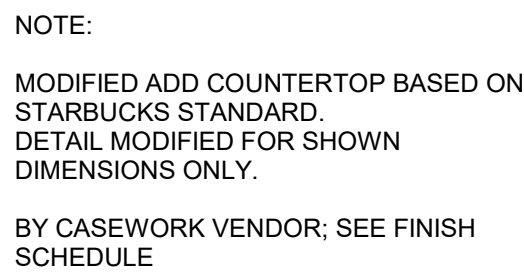 NOTE:
MODIFIED ADD COUNTERTOP BASED ON
STARBUCKS STANDARD.
DETAIL MODIFIED FOR SHOWN
DIMENSIONS ONLY.
BY CASEWORK VENDOR; SEE FINISH
SCHEDULE